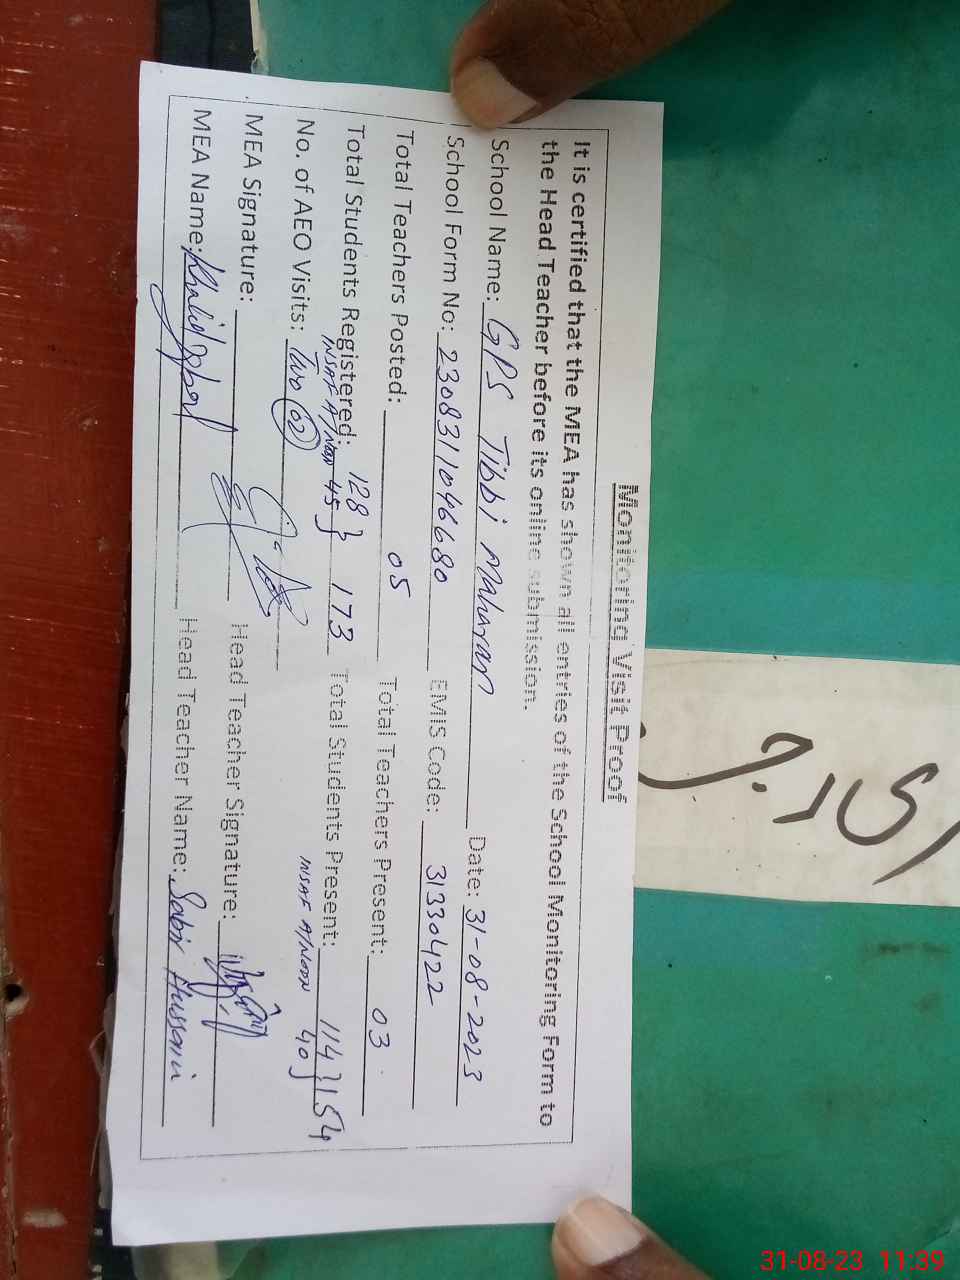 Monitoring Visit Proof
It is certified that the MEA has shown all entries of the School Monitoring Form to
the Head Teacher before its online submission.
School Name: GPS Tibbi Maharan Date: 31-08-2023
School Form No: 2308311046680 EMIS Code: 31330422
Total Teachers Posted: 05 Total Teachers Present: 03
Total Students Registered: 128 } 173 Total Students Present: 114 } 154
INSAF A/Noon 45 INSAF A/NOON 40
No. of AEO Visits: Two 02
MEA Signature: Head Teacher Signature:
MEA Name: Khalid Iqbal Head Teacher Name: Sabir Hussain
31-08-23 11:39